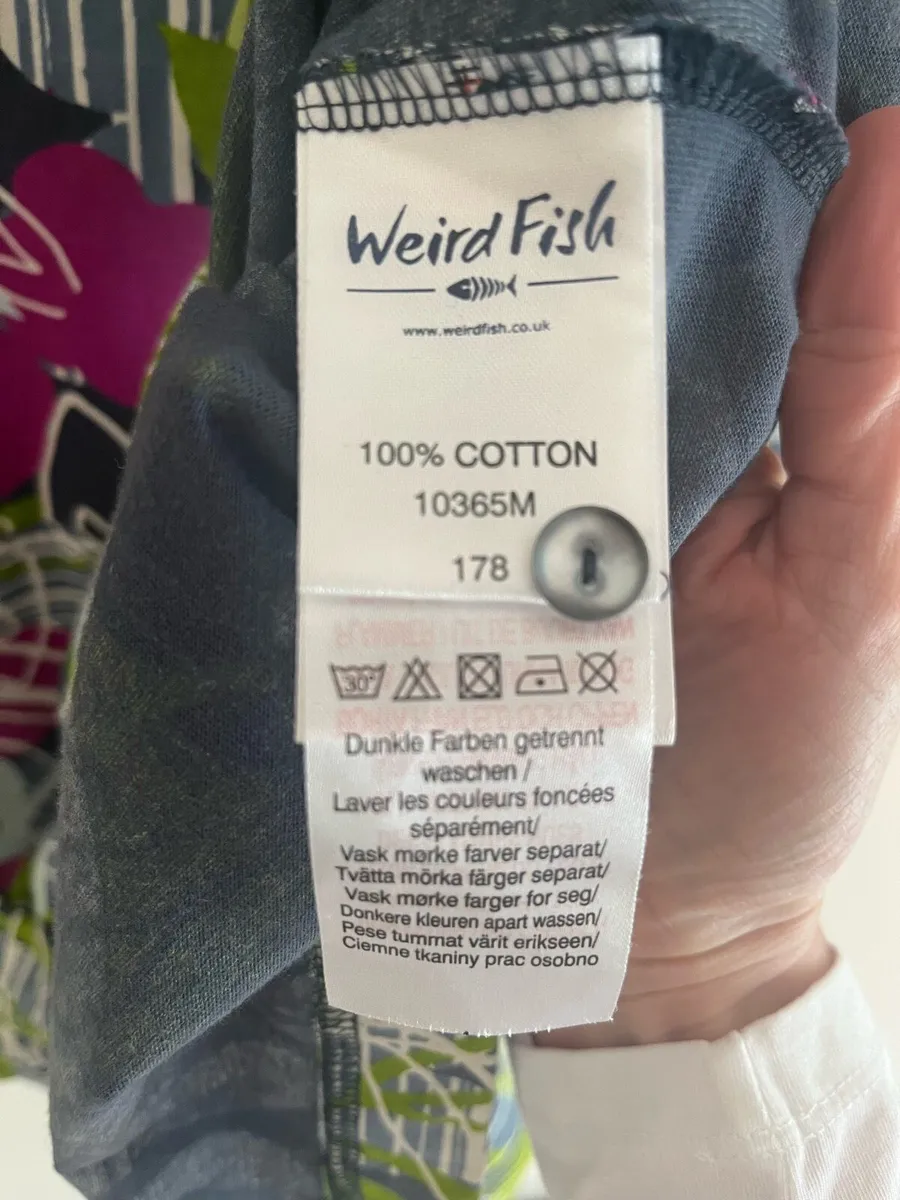 Weird Fish
www.weirdfish.co.uk
100% COTTON
10365M
178
30°
Dunkle Farben getrennt
waschen /
Laver les couleurs foncées
séparément/
Vask mørke farver separat/
Tvätta mörka färger separat/
Vask mørke farger for seg/
Donkere kleuren apart wassen/
Pese tummat värit erikseen/
Ciemne tkaniny prac osobno